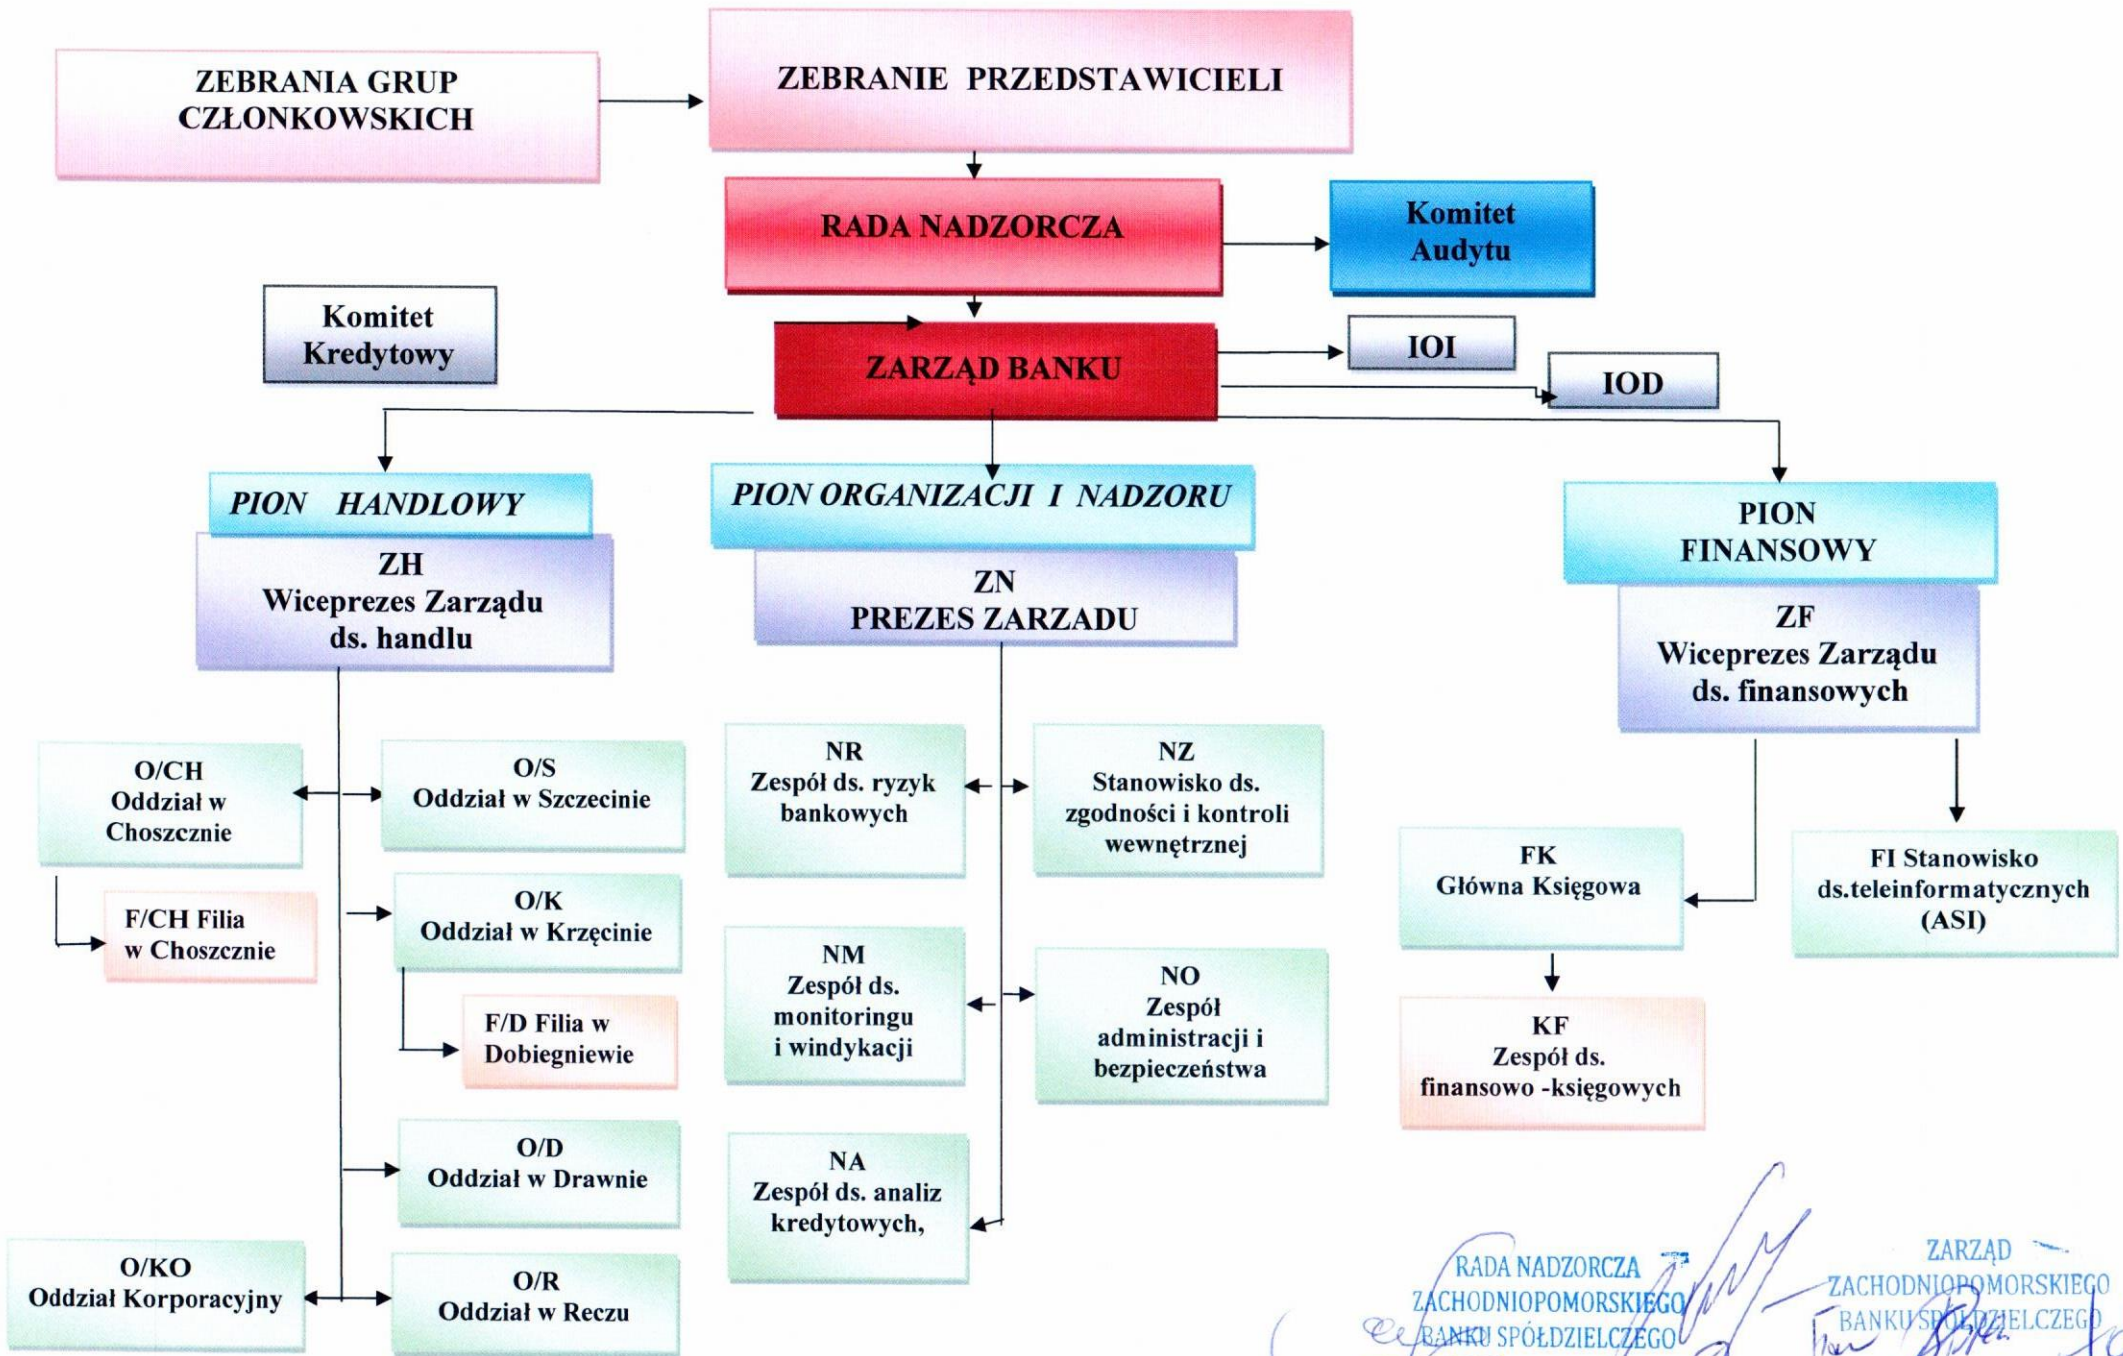 ZEBRANIA GRUP
CZŁONKOWSKICH
ZEBRANIE PRZEDSTAWICIELI
RADA NADZORCZA
Komitet
Audytu
Komitet
Kredytowy
ZARZĄD BANKU
IOI
IOD
PION HANDLOWY
ZH
Wiceprezes Zarządu
ds. handlu
PION ORGANIZACJI I NADZORU
ZN
PREZES ZARZADU
PION
FINANSOWY
ZF
Wiceprezes Zarządu
ds. finansowych
O/CH
Oddział w
Choszcznie
O/S
Oddział w Szczecinie
F/CH Filia
w Choszcznie
O/K
Oddział w Krzęcinie
F/D Filia w
Dobiegniewie
O/D
Oddział w Drawnie
O/KO
Oddział Korporacyjny
O/R
Oddział w Reczu
NR
Zespół ds. ryzyk
bankowych
NZ
Stanowisko ds.
zgodności i kontroli
wewnętrznej
NM
Zespół ds.
monitoringu
i windykacji
NO
Zespół
administracji i
bezpieczeństwa
NA
Zespół ds. analiz
kredytowych,
FK
Główna Księgowa
FI Stanowisko
ds.teleinformatycznych
(ASI)
KF
Zespół ds.
finansowo -księgowych
RADA NADZORCZA
ZACHODNIOPOMORSKIEGO
BANKU SPÓŁDZIELCZEGO
ZARZĄD
ZACHODNIOPOMORSKIEGO
BANKU SPÓŁDZIELCZEGO